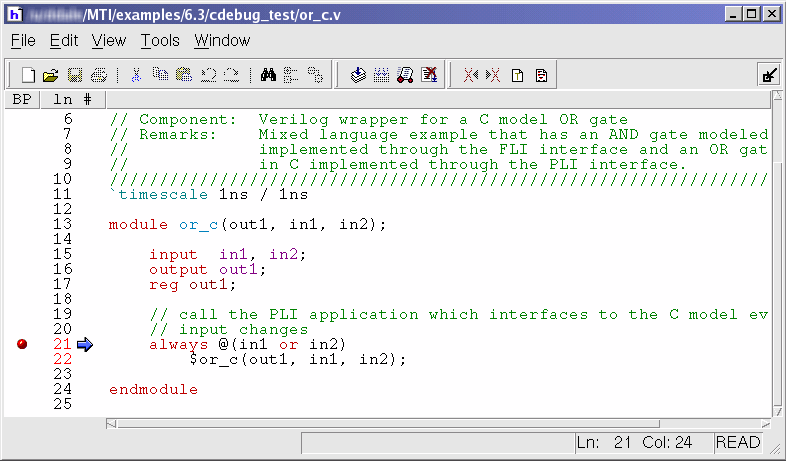 /MTI/examples/6.3/cdebug_test/or_c.v
File Edit View Tools Window
BP ln #
6 // Component:  Verilog wrapper for a C model OR gate
7 // Remarks:    Mixed language example that has an AND gate modeled
8 //             implemented through the FLI interface and an OR gat
9 //             in C implemented through the PLI interface.
10 //////////////////////////////////////////////////////////////////
11 `timescale 1ns / 1ns
12
13 module or_c(out1, in1, in2);
14
15     input  in1, in2;
16     output out1;
17     reg out1;
18
19     // call the PLI application which interfaces to the C model ev
20     // input changes
21     always @(in1 or in2)
22         $or_c(out1, in1, in2);
23
24 endmodule
25
Ln: 21 Col: 24 READ